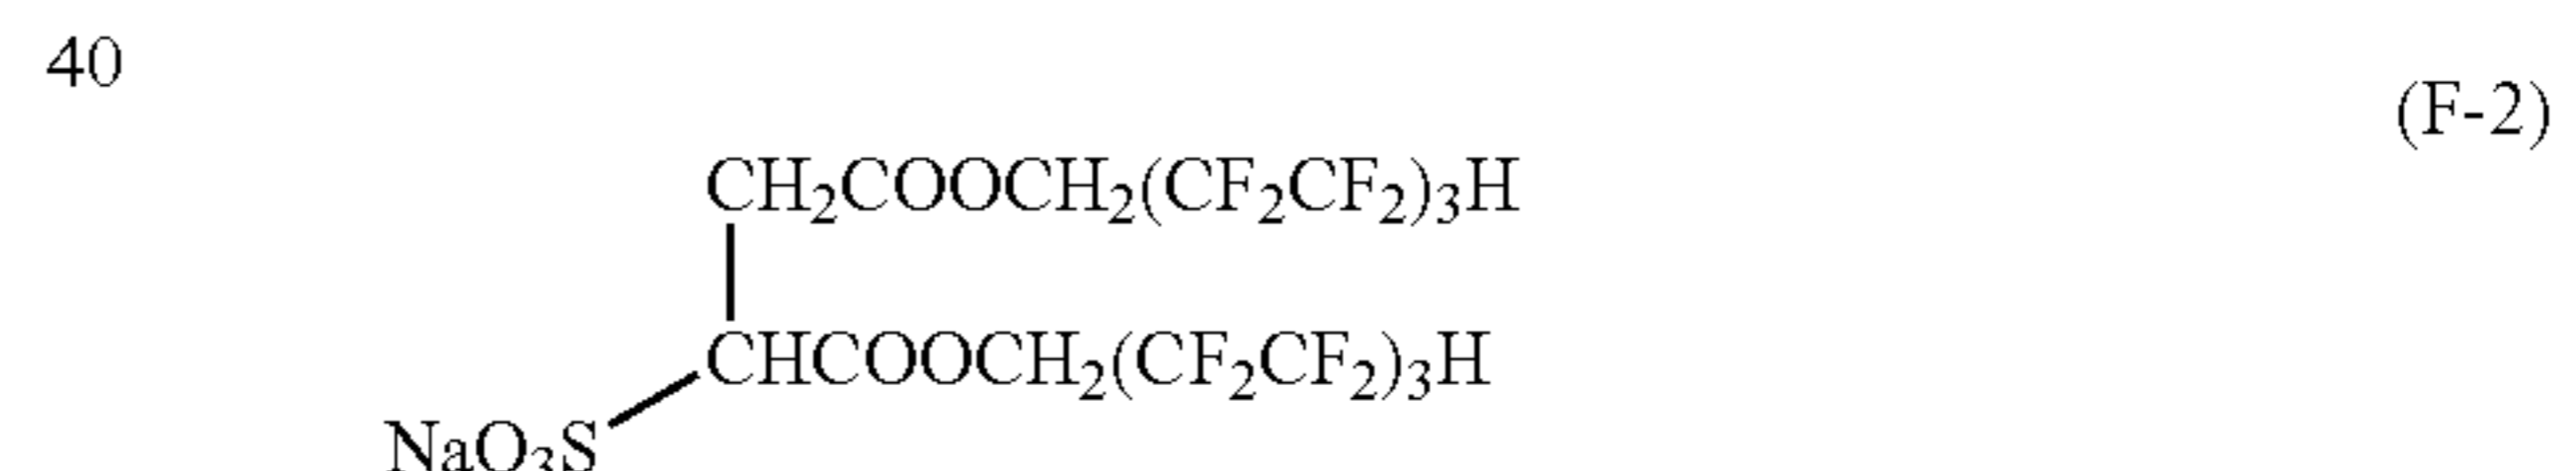 40
(F-2)
CH₂COOCH₂(CF₂CF₂)₃H
CHCOOCH₂(CF₂CF₂)₃H
NaO₃S